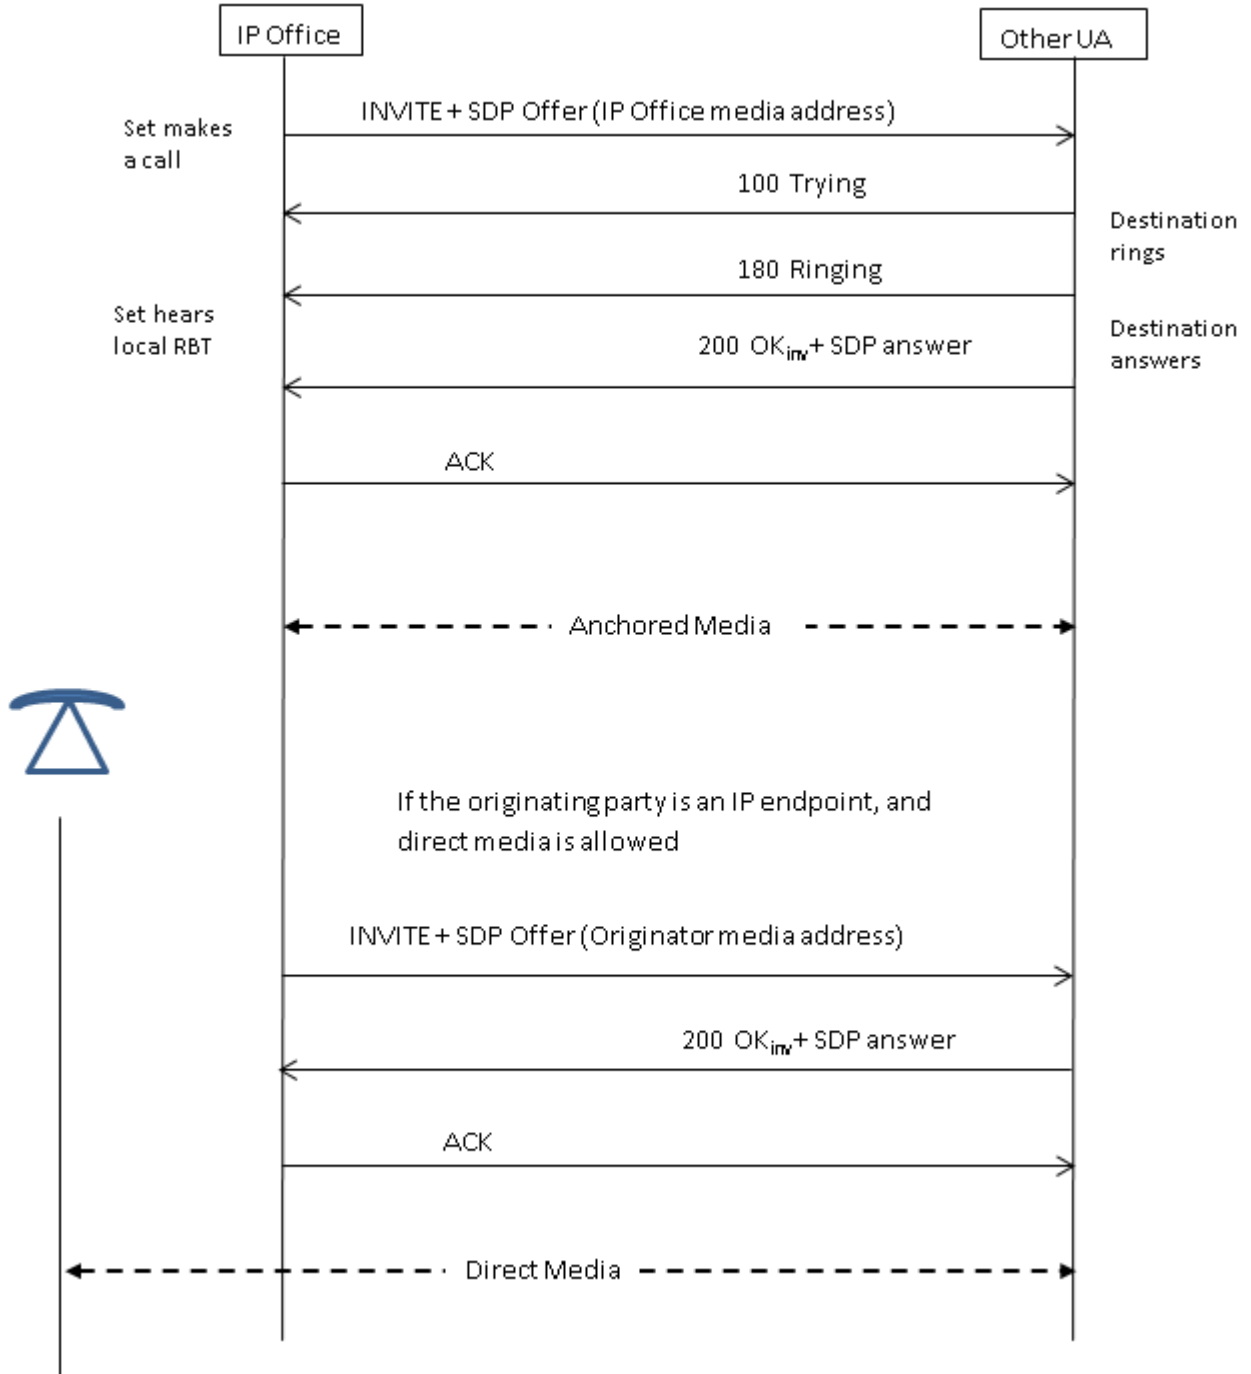 IP Office
Other UA
INVITE + SDP Offer (IP Office media address)
Set makes
a call
100 Trying
Destination
rings
180 Ringing
Set hears
local RBT
Destination
answers
200 OKinv+ SDP answer
ACK
Anchored Media
If the originating party is an IP endpoint, and
direct media is allowed
INVITE + SDP Offer (Originator media address)
200 OKinv+ SDP answer
ACK
Direct Media